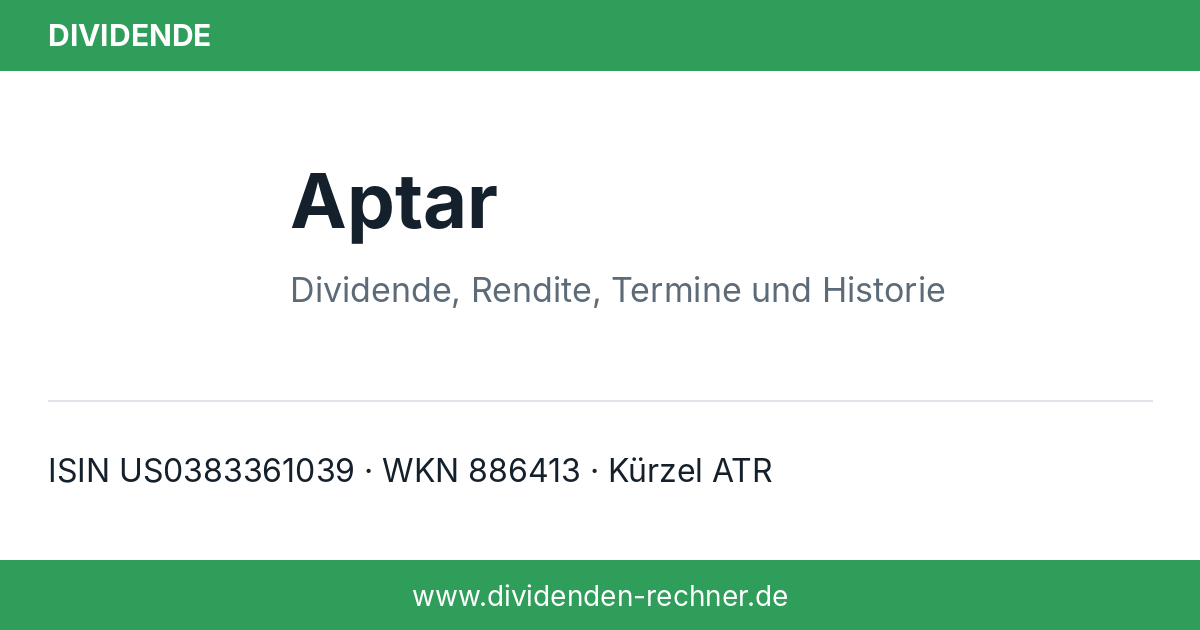 DIVIDENDE
Aptar
Dividende, Rendite, Termine und Historie
ISIN US0383361039 · WKN 886413 · Kürzel ATR
www.dividenden-rechner.de